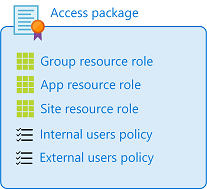 Access package
Group resource role
App resource role
Site resource role
Internal users policy
External users policy